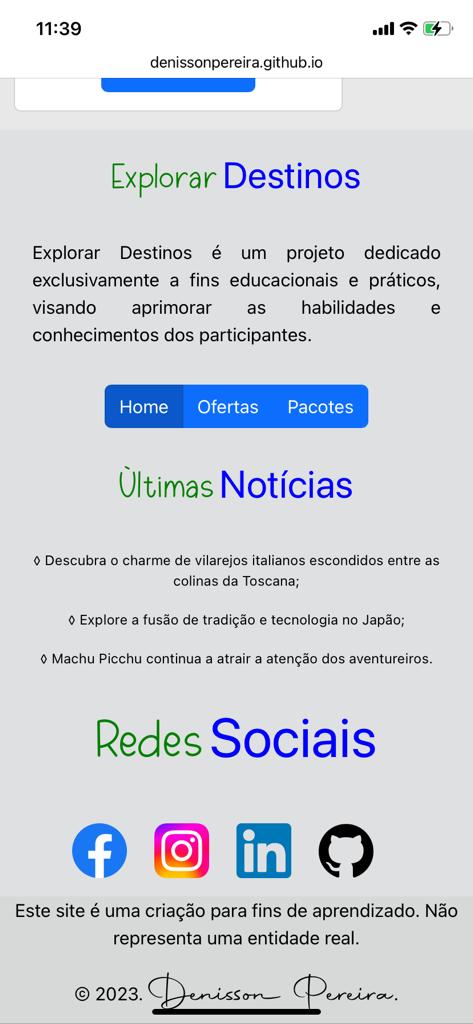 11:39
denissonpereira.github.io
Explorar Destinos
Explorar Destinos é um projeto dedicado
exclusivamente a fins educacionais e práticos,
visando aprimorar as habilidades e
conhecimentos dos participantes.
Home Ofertas Pacotes
Ùltimas Notícias
◊ Descubra o charme de vilarejos italianos escondidos entre as
colinas da Toscana;
◊ Explore a fusão de tradição e tecnologia no Japão;
◊ Machu Picchu continua a atrair a atenção dos aventureiros.
Redes Sociais
Este site é uma criação para fins de aprendizado. Não
representa uma entidade real.
© 2023. Denisson Pereira.